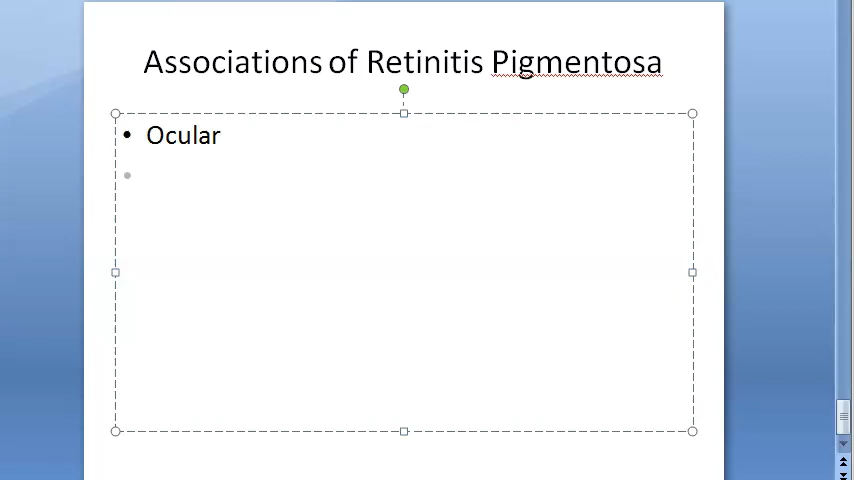 Associations of Retinitis Pigmentosa
• Ocular